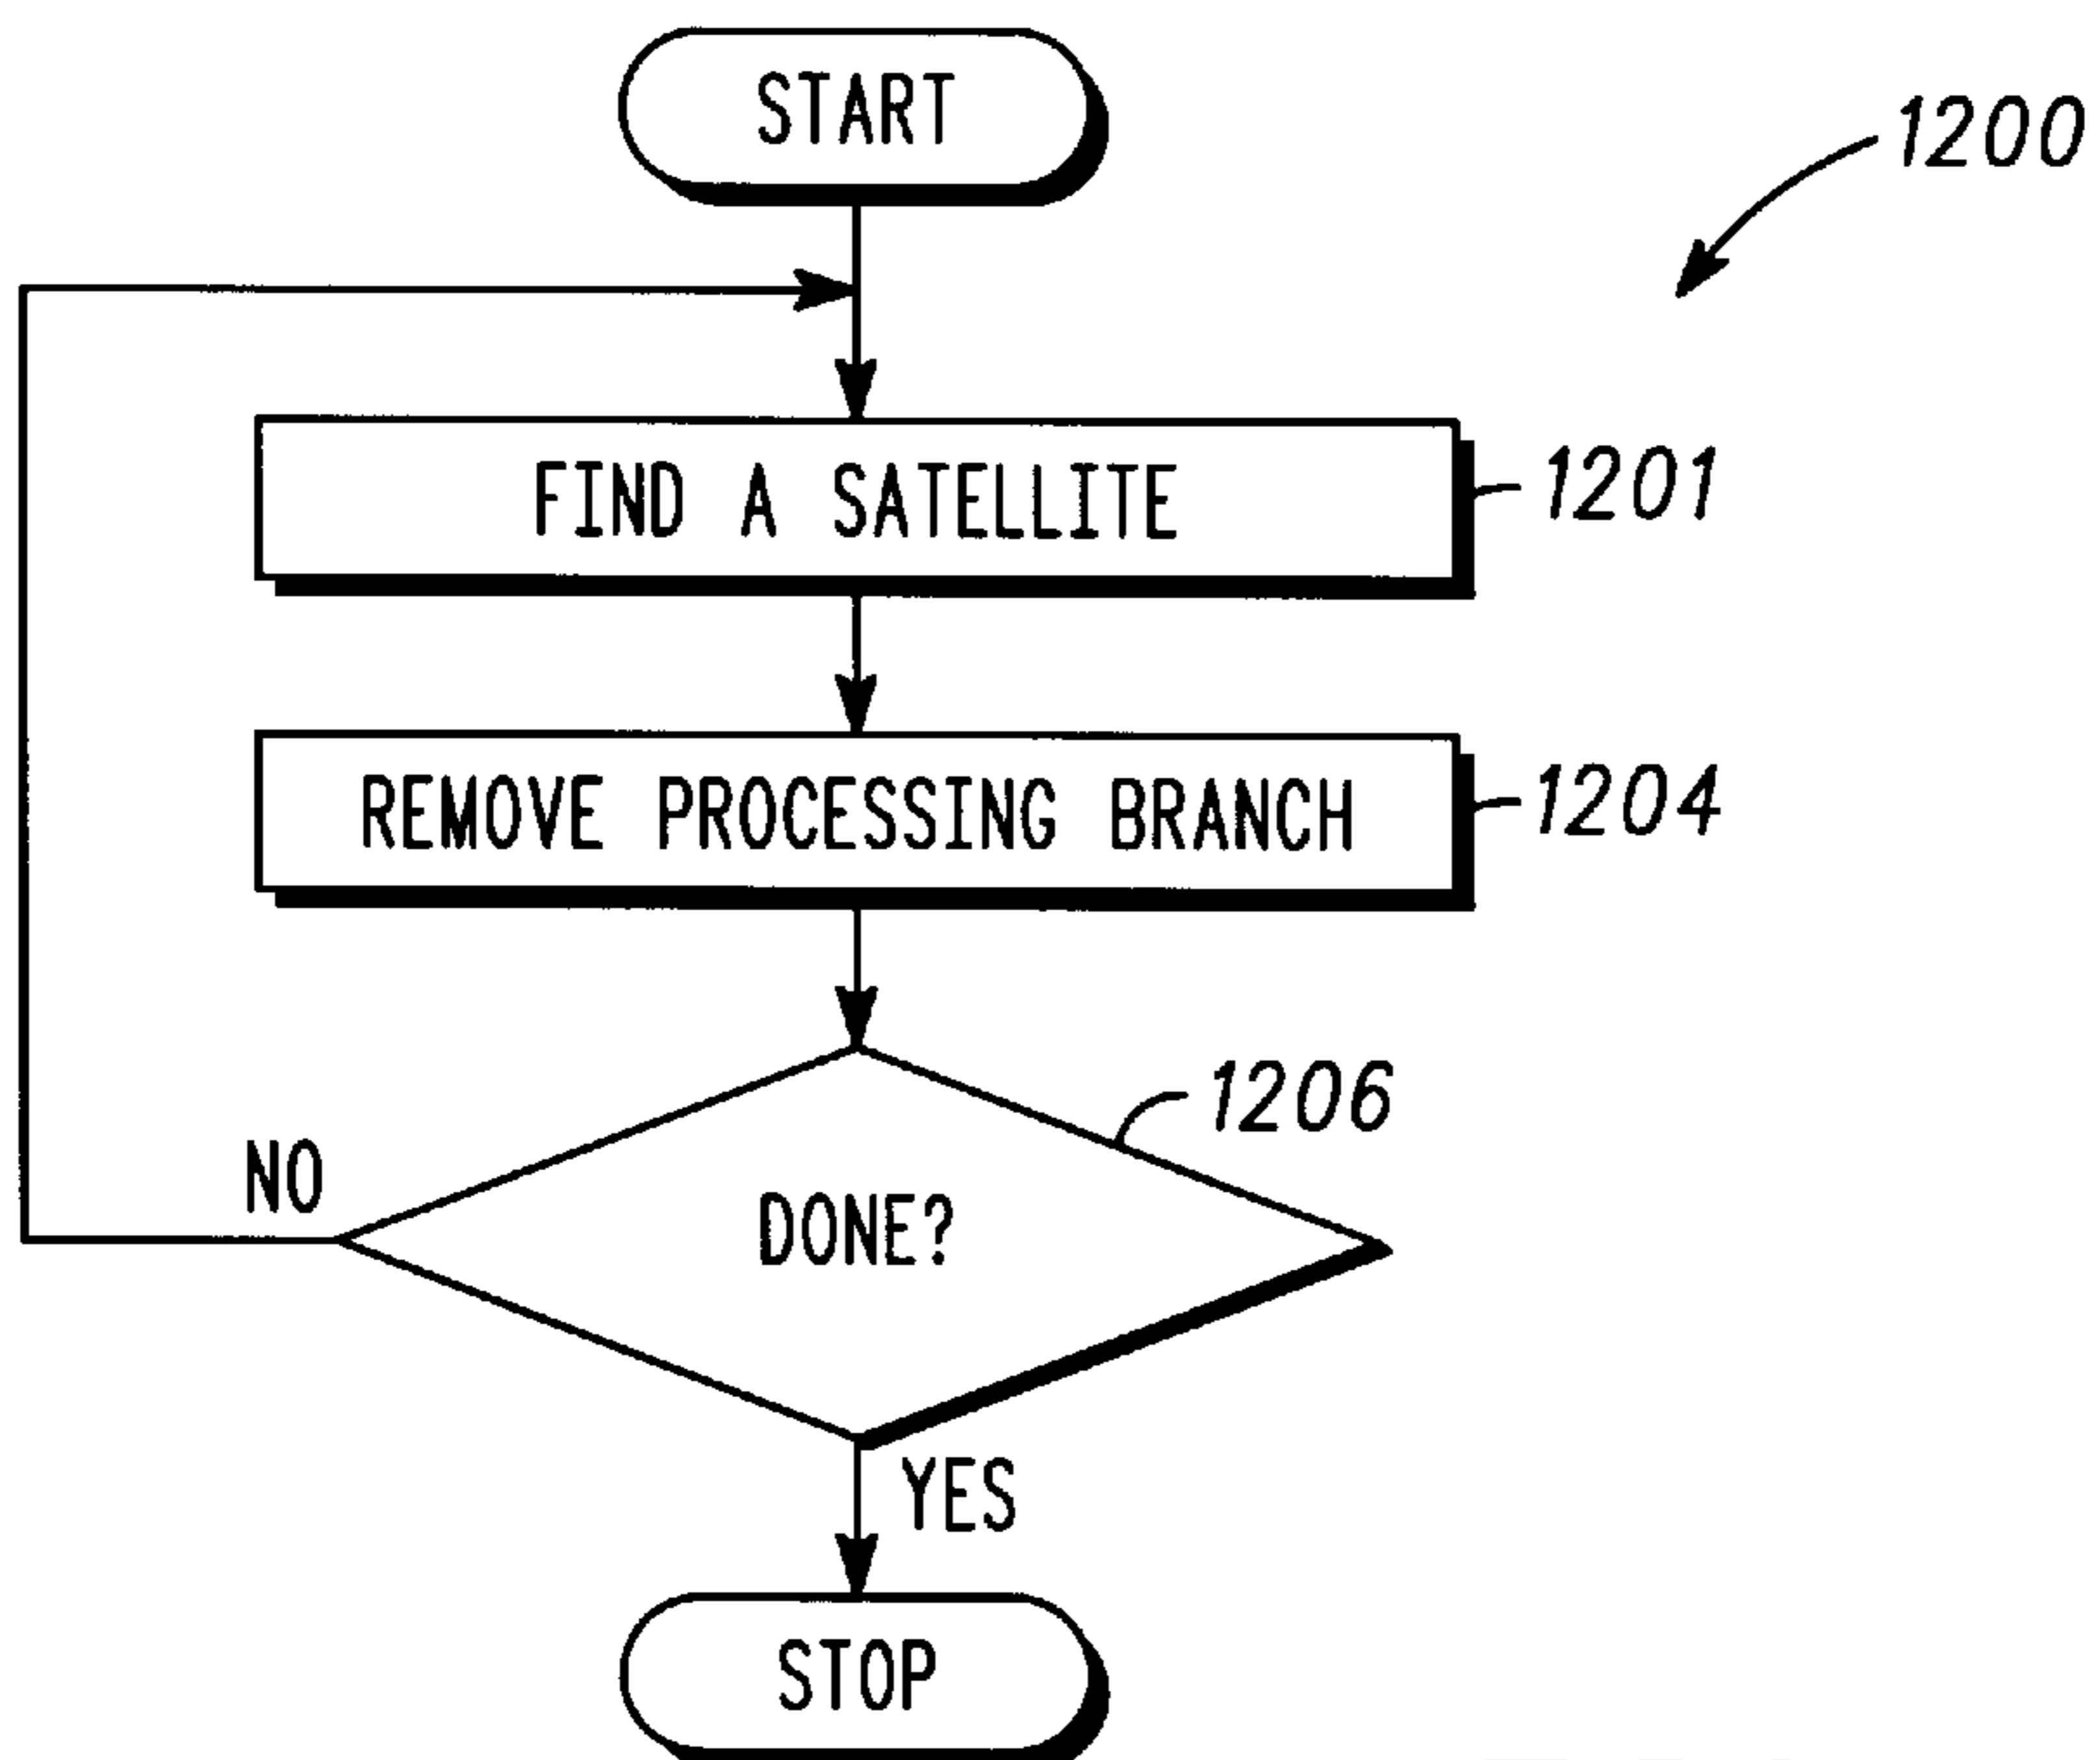 START
1200
FIND A SATELLITE
1201
REMOVE PROCESSING BRANCH
1204
1206
NO
DONE?
YES
STOP